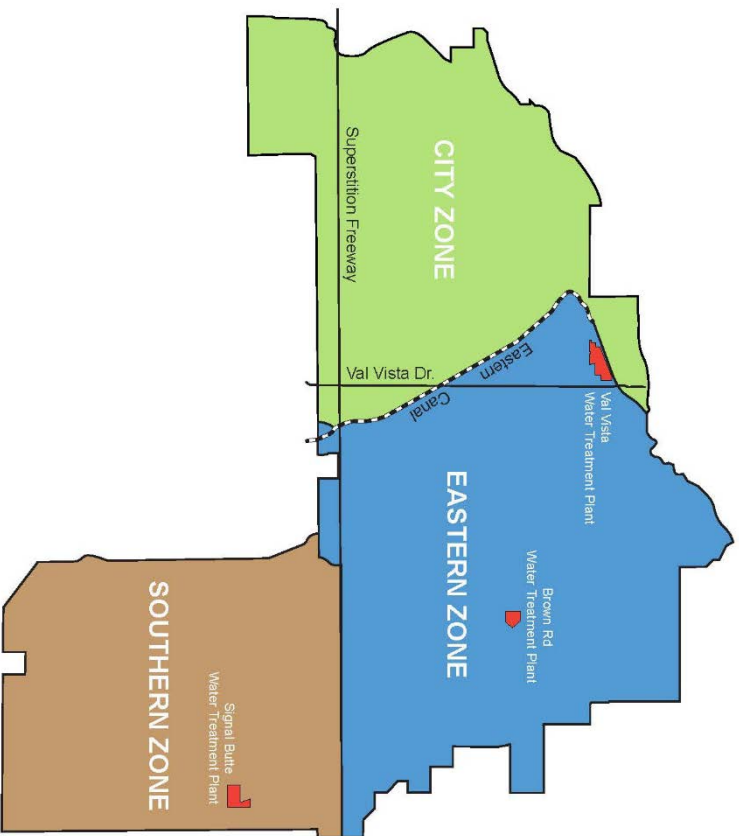 CITY ZONE
Superstition Freeway
Val Vista Dr.
Eastern
Canal
Val Vista
Water Treatment Plant
EASTERN ZONE
Brown Rd
Water Treatment Plant
SOUTHERN ZONE
Signal Butte
Water Treatment Plant